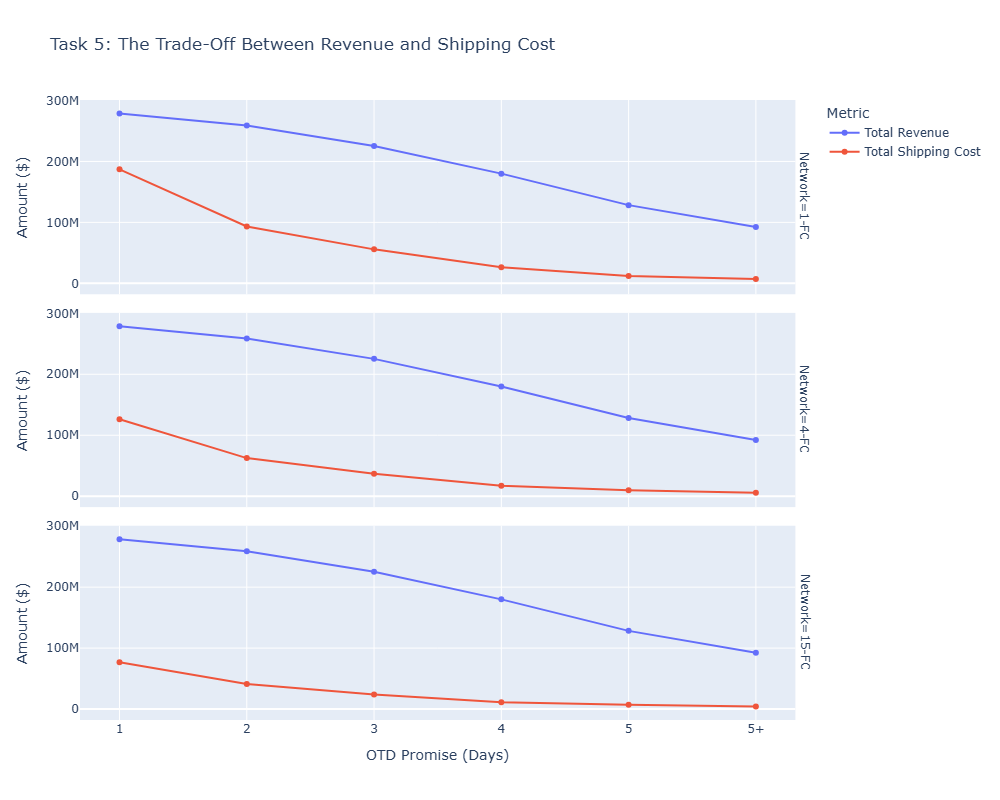 Task 5: The Trade-Off Between Revenue and Shipping Cost
Metric
Total Revenue
Total Shipping Cost
300M
200M
100M
0
Amount ($)
Network=1-FC
300M
200M
100M
0
Amount ($)
Network=4-FC
300M
200M
100M
0
Amount ($)
Network=15-FC
1 2 3 4 5 5+
OTD Promise (Days)